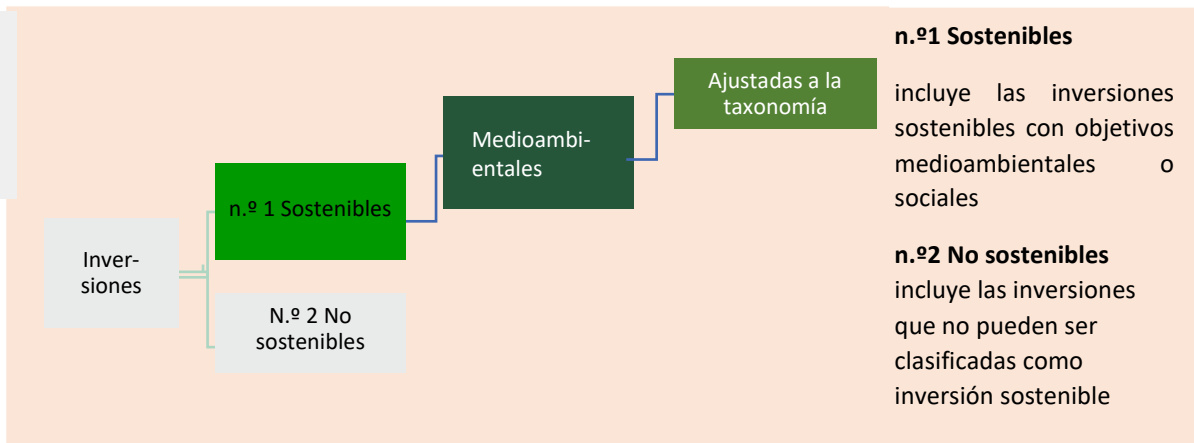 Inver-
siones
n.º 1 Sostenibles
N.º 2 No
sostenibles
Medioambi-
entales
Ajustadas a la
taxonomía
n.º1 Sostenibles
incluye las inversiones
sostenibles con objetivos
medioambientales o
sociales
n.º2 No sostenibles
incluye las inversiones
que no pueden ser
clasificadas como
inversión sostenible